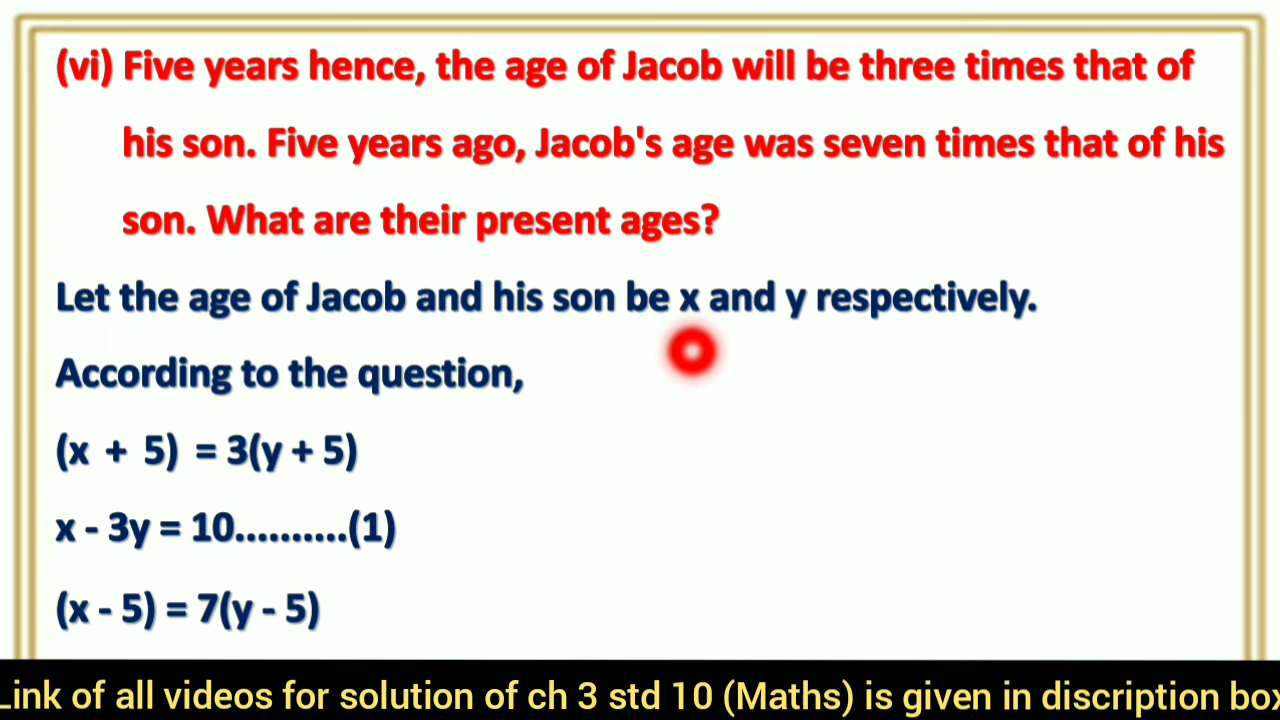 (vi) Five years hence, the age of Jacob will be three times that of
his son. Five years ago, Jacob's age was seven times that of his
son. What are their present ages?
Let the age of Jacob and his son be x and y respectively.
According to the question,
(x + 5) = 3(y + 5)
x - 3y = 10..........(1)
(x - 5) = 7(y - 5)
Link of all videos for solution of ch 3 std 10 (Maths) is given in discription box